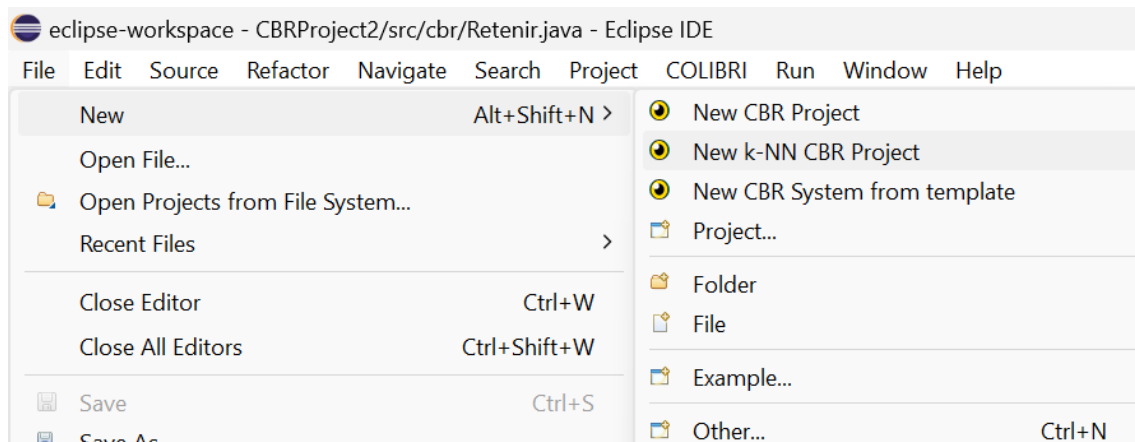 eclipse-workspace - CBRProject2/src/cbr/Retenir.java - Eclipse IDE
File Edit Source Refactor Navigate Search Project COLIBRI Run Window Help
New Alt+Shift+N >
Open File...
Open Projects from File System...
Recent Files >
Close Editor Ctrl+W
Close All Editors Ctrl+Shift+W
Save Ctrl+S
Save As
New CBR Project
New k-NN CBR Project
New CBR System from template
Project...
Folder
File
Example...
Other... Ctrl+N